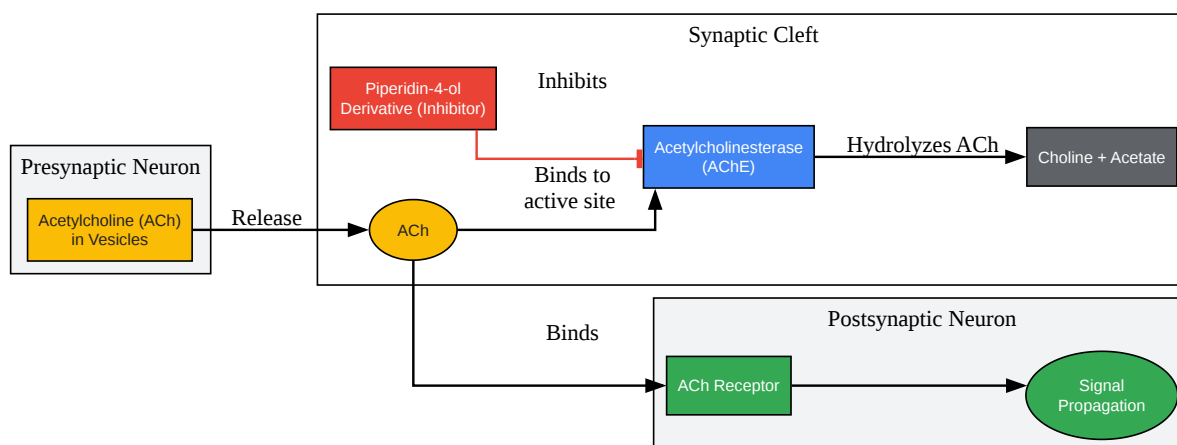 Synaptic Cleft
Piperidin-4-ol
Derivative (Inhibitor)
Inhibits
Acetylcholinesterase
(AChE)
Hydrolyzes ACh
Choline + Acetate
Presynaptic Neuron
Acetylcholine (ACh)
in Vesicles
Release
Binds to
active site
ACh
Binds
Postsynaptic Neuron
ACh Receptor
Signal
Propagation